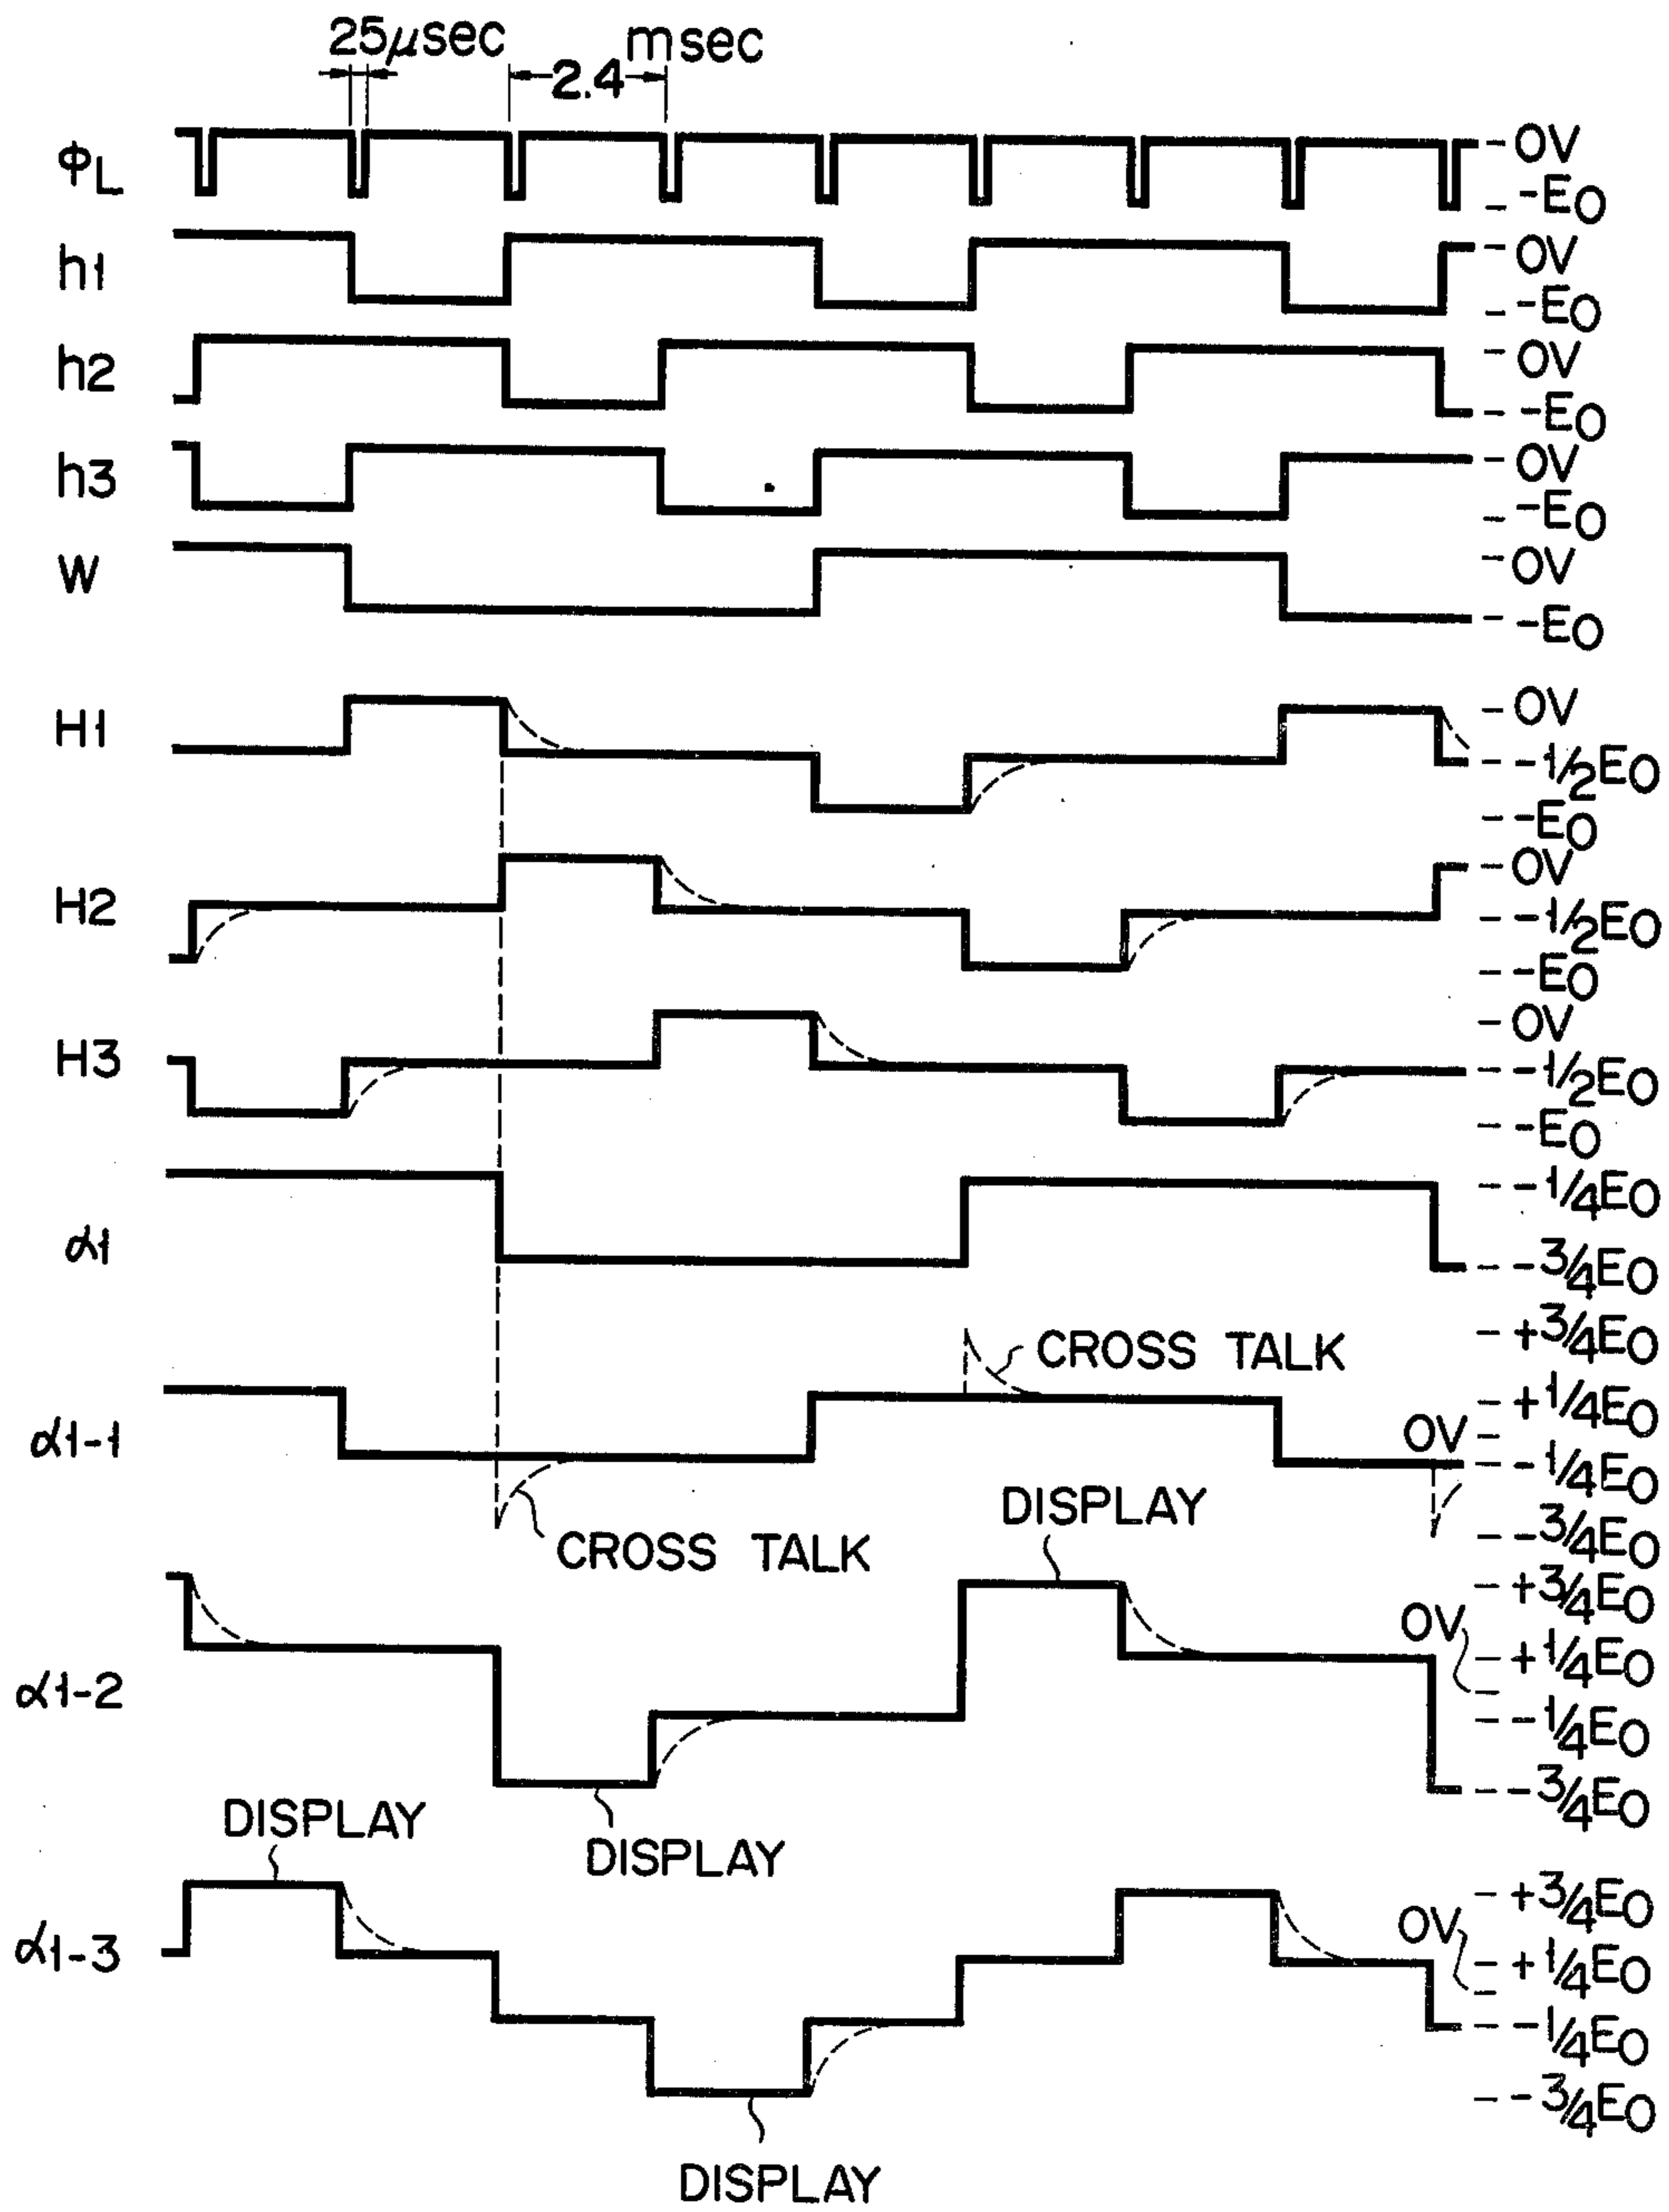 25μsec
msec
2.4
ΦL
0V
-E0
h1
0V
-E0
h2
0V
-E0
h3
0V
-E0
W
0V
-E0
H1
0V
-1/2E0
-E0
H2
0V
-1/2E0
-E0
H3
0V
-1/2E0
-E0
α1
-1/4E0
-3/4E0
α1-1
+3/4E0
CROSS TALK
+1/4E0
0V
-1/4E0
-3/4E0
CROSS TALK
DISPLAY
α1-2
+3/4E0
0V
+1/4E0
-1/4E0
-3/4E0
DISPLAY
DISPLAY
α1-3
+3/4E0
0V
+1/4E0
-1/4E0
-3/4E0
DISPLAY